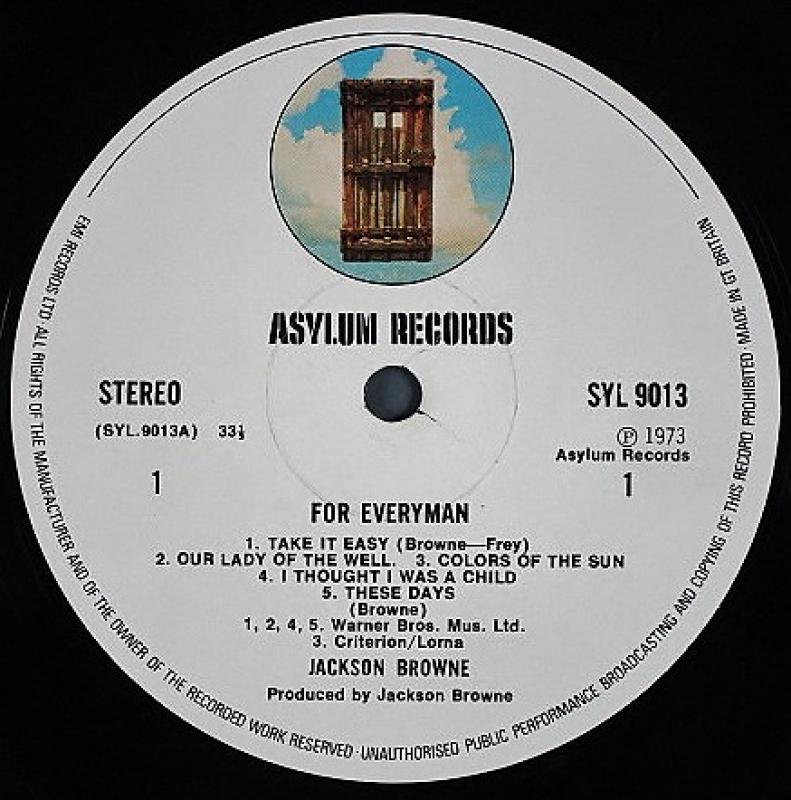 ASYLUM RECORDS
STEREO
SYL 9013
(SYL.9013A) 33⅓
Ⓟ 1973
Asylum Records
1
1
FOR EVERYMAN
1. TAKE IT EASY (Browne—Frey)
2. OUR LADY OF THE WELL. 3. COLORS OF THE SUN
4. I THOUGHT I WAS A CHILD
5. THESE DAYS
(Browne)
1, 2, 4, 5. Warner Bros. Mus. Ltd.
3. Criterion/Lorna
JACKSON BROWNE
Produced by Jackson Browne
EMI RECORDS LTD·ALL RIGHTS OF THE MANUFACTURER AND OF THE OWNER OF THE RECORDED WORK RESERVED·UNAUTHORISED PUBLIC PERFORMANCE BROADCASTING AND COPYING OF THIS RECORD PROHIBITED·MADE IN GT BRITAIN